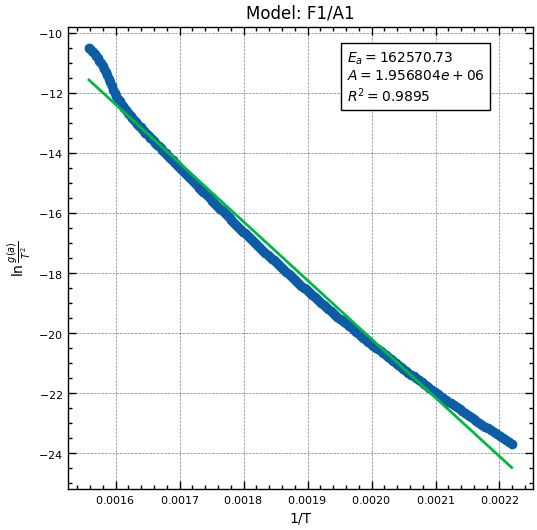 Model: F1/A1
E_a = 162570.73
A = 1.956804e + 06
R^2 = 0.9895
−10
−12
−14
−16
−18
−20
−22
−24
ln g(a)/T^2
0.0016 0.0017 0.0018 0.0019 0.0020 0.0021 0.0022
1/T